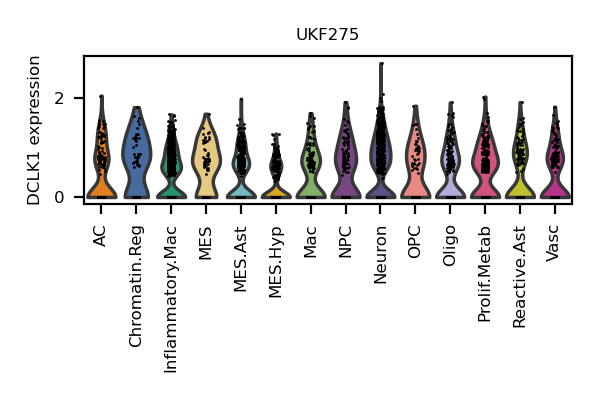 UKF275
DCLK1 expression
2
0
AC
Chromatin.Reg
Inflammatory.Mac
MES
MES.Ast
MES.Hyp
Mac
NPC
Neuron
OPC
Oligo
Prolif.Metab
Reactive.Ast
Vasc